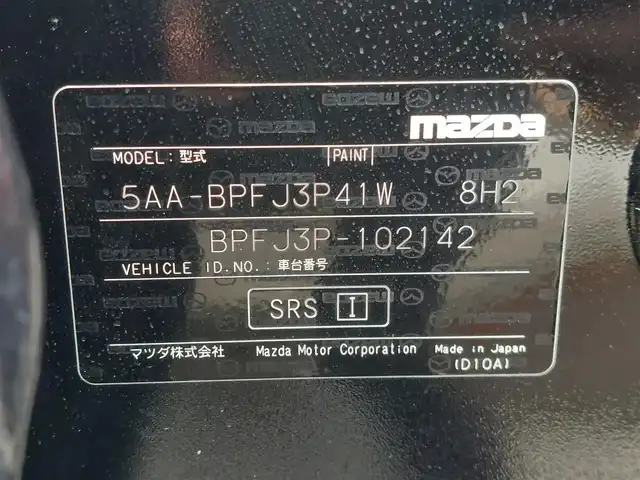 mazda
MODEL: 型式 PAINT
5AA-BPFJ3P41W 8H2
BPFJ3P-102142
VEHICLE ID.NO.: 車台番号
SRS I
マツダ株式会社 Mazda Motor Corporation Made in Japan
(D10A)